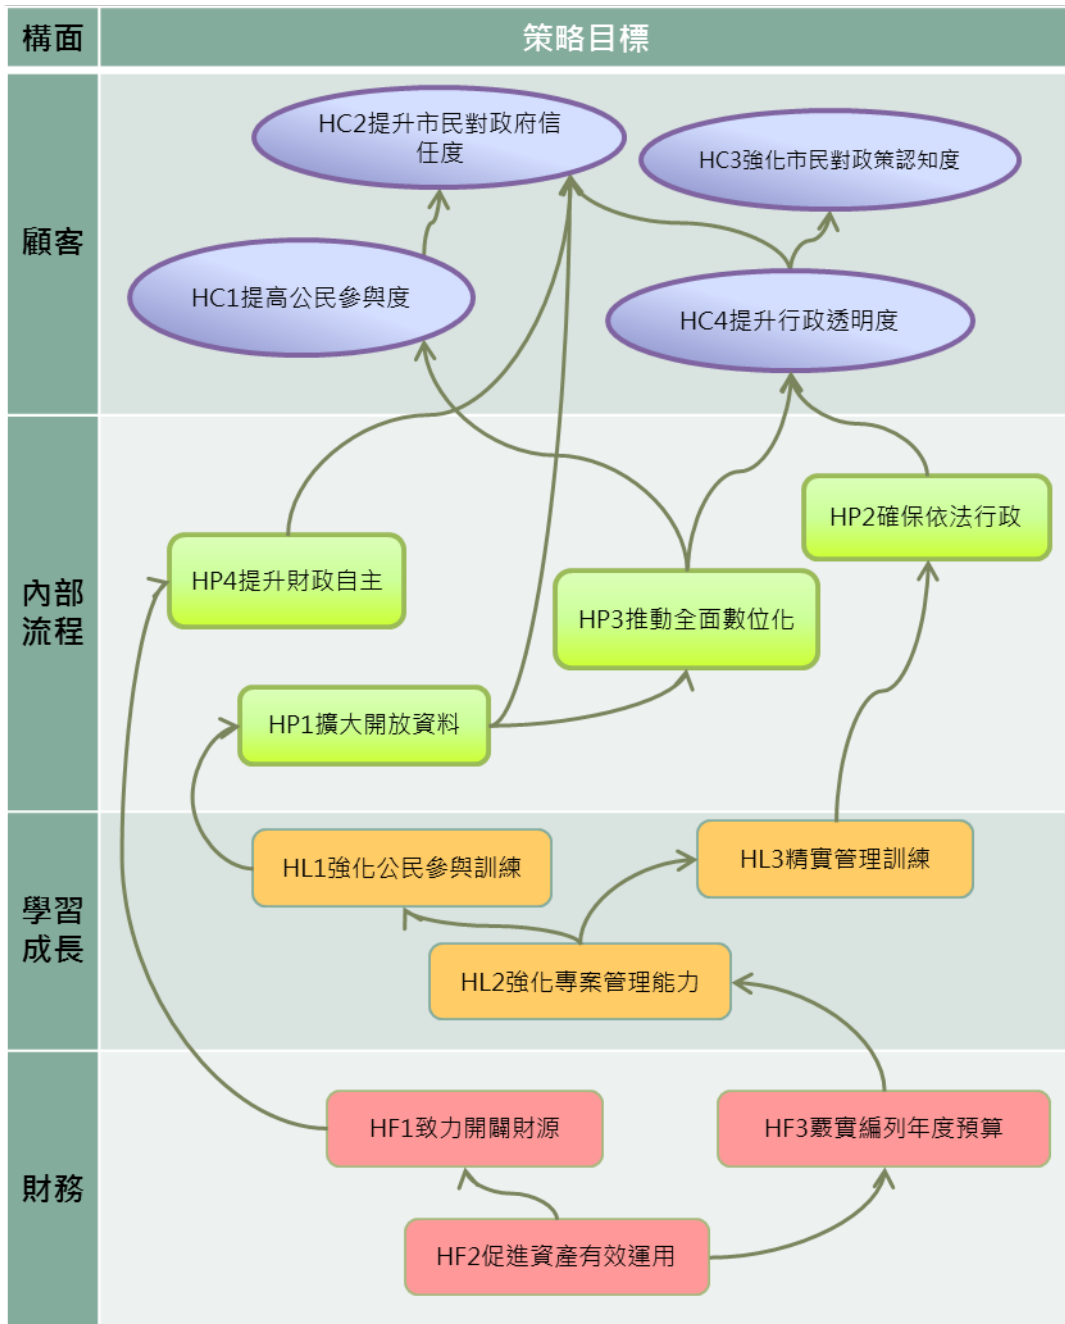 構面
策略目標
顧客
HC2提升市民對政府信
任度
HC3強化市民對政策認知度
HC1提高公民參與度
HC4提升行政透明度
內部
流程
HP2確保依法行政
HP4提升財政自主
HP3推動全面數位化
HP1擴大開放資料
學習
成長
HL1強化公民參與訓練
HL3精實管理訓練
HL2強化專案管理能力
財務
HF1致力開闢財源
HF3覈實編列年度預算
HF2促進資產有效運用